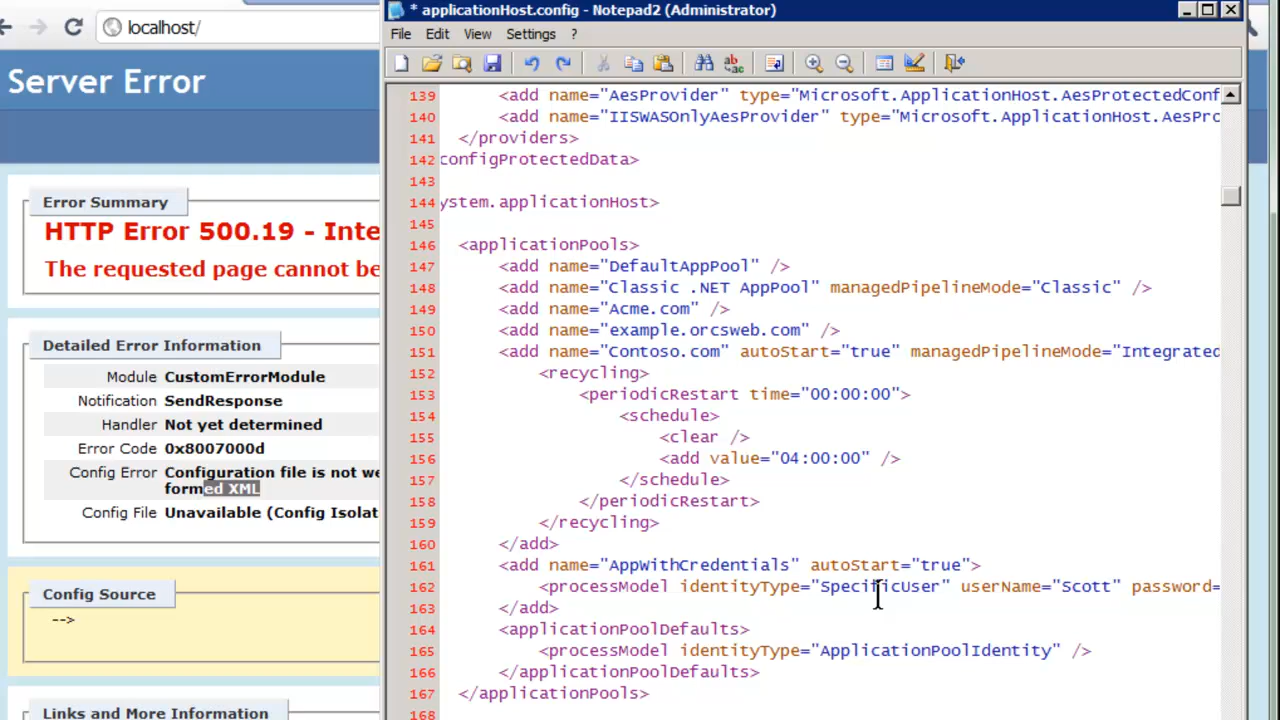 * applicationHost.config - Notepad2 (Administrator)
localhost/
File Edit View Settings ?
Server Error
Error Summary
HTTP Error 500.19 - Inte
The requested page cannot be
Detailed Error Information
Module CustomErrorModule
Notification SendResponse
Handler Not yet determined
Error Code 0x8007000d
Config Error Configuration file is not we
formed XML
Config File Unavailable (Config Isolat
Config Source
-->
Links and More Information
139 <add name="AesProvider" type="Microsoft.ApplicationHost.AesProtectedConf
140 <add name="IISWASOnlyAesProvider" type="Microsoft.ApplicationHost.AesPro
141 </providers>
142 configProtectedData>
143
144 ystem.applicationHost>
145
146 <applicationPools>
147 <add name="DefaultAppPool" />
148 <add name="Classic .NET AppPool" managedPipelineMode="Classic" />
149 <add name="Acme.com" />
150 <add name="example.orcsweb.com" />
151 <add name="Contoso.com" autoStart="true" managedPipelineMode="Integrated
152 <recycling>
153 <periodicRestart time="00:00:00">
154 <schedule>
155 <clear />
156 <add value="04:00:00" />
157 </schedule>
158 </periodicRestart>
159 </recycling>
160 </add>
161 <add name="AppWithCredentials" autoStart="true">
162 <processModel identityType="SpecificUser" userName="Scott" password=
163 </add>
164 <applicationPoolDefaults>
165 <processModel identityType="ApplicationPoolIdentity" />
166 </applicationPoolDefaults>
167 </applicationPools>
168